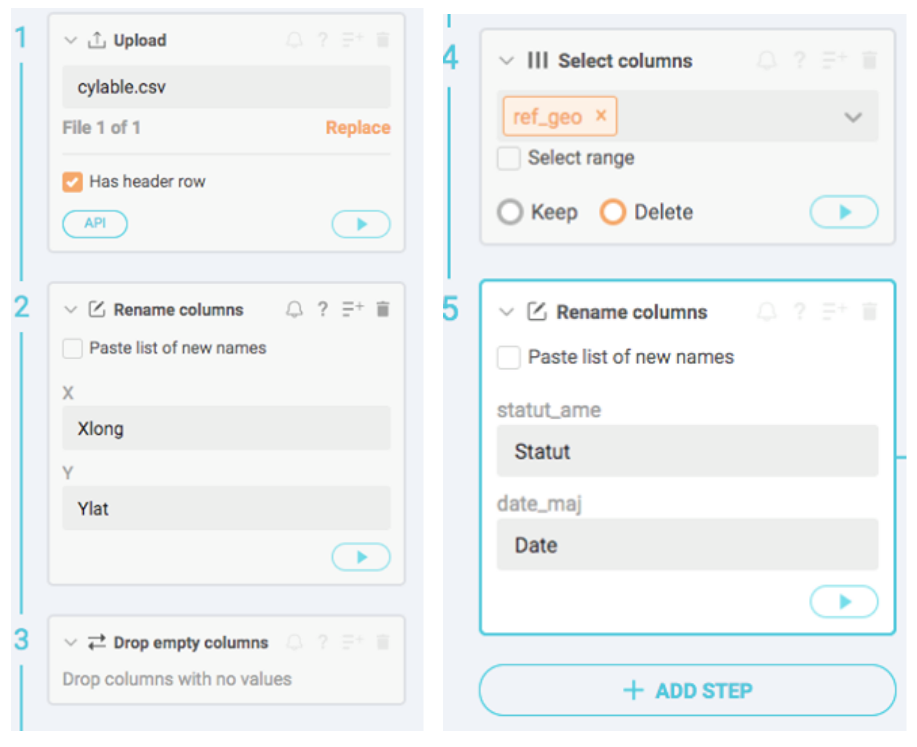 1
Upload
?
cylable.csv
File 1 of 1 Replace
Has header row
API
2
Rename columns
?
Paste list of new names
X
Xlong
Y
Ylat
3
Drop empty columns
?
Drop columns with no values
4
Select columns
?
ref_geo ×
Select range
Keep Delete
5
Rename columns
?
Paste list of new names
statut_ame
Statut
date_maj
Date
+ ADD STEP